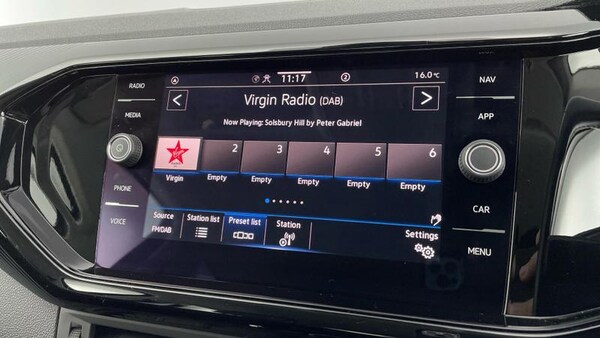 RADIO
MEDIA
PHONE
VOICE
11:17
2
16.0°C
<
Virgin Radio (DAB)
>
Now Playing: Solsbury Hill by Peter Gabriel
2
3
4
5
6
Virgin
Empty
Empty
Empty
Empty
Empty
Source
FM/DAB
Station list
Preset list
Station
Settings
NAV
APP
CAR
MENU